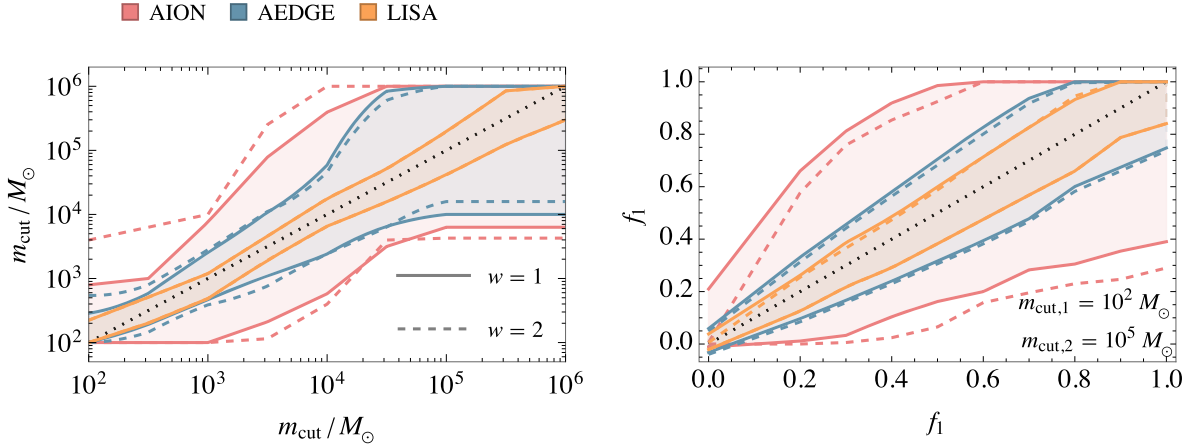 AION AEDGE LISA
10^6
10^5
10^4
10^3
10^2
m_cut / M_⊙
w = 1
w = 2
10^2 10^3 10^4 10^5 10^6
m_cut / M_⊙
1.0
0.8
0.6
0.4
0.2
0.0
f_1
m_cut,1 = 10^2 M_⊙
m_cut,2 = 10^5 M_⊙
0.0 0.2 0.4 0.6 0.8 1.0
f_1